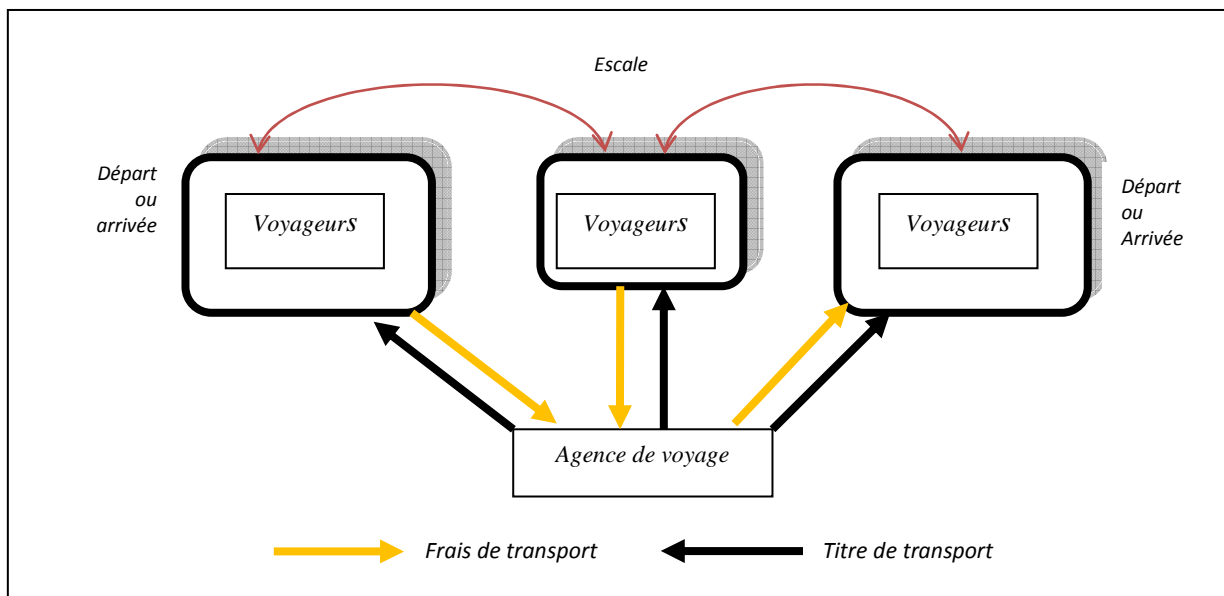 Escale
Départ
ou
arrivée
Voyageurs
Voyageurs
Voyageurs
Départ
ou
Arrivée
Agence de voyage
Frais de transport
Titre de transport